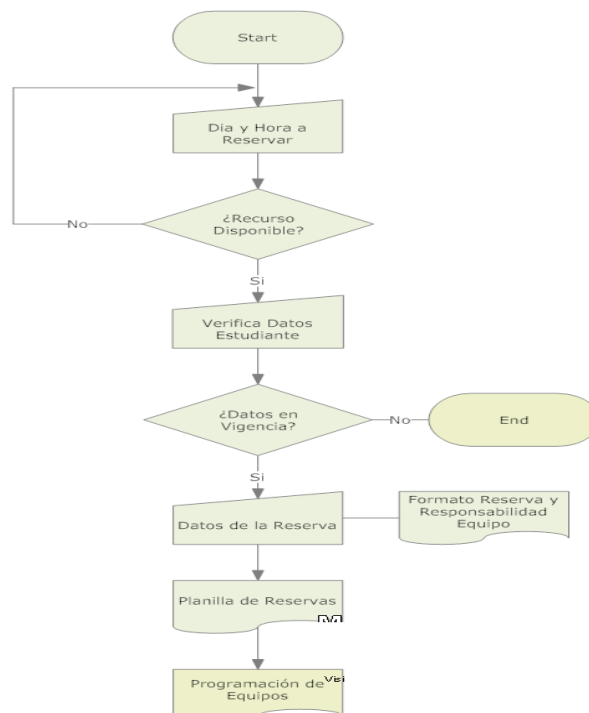 Start
Día y Hora a
Reservar
¿Recurso
Disponible?
No
Si
Verifica Datos
Estudiante
¿Datos en
Vigencia?
No
End
Si
Datos de la Reserva
Formato Reserva y
Responsabilidad
Equipo
Planilla de Reservas
Programación de
Equipos